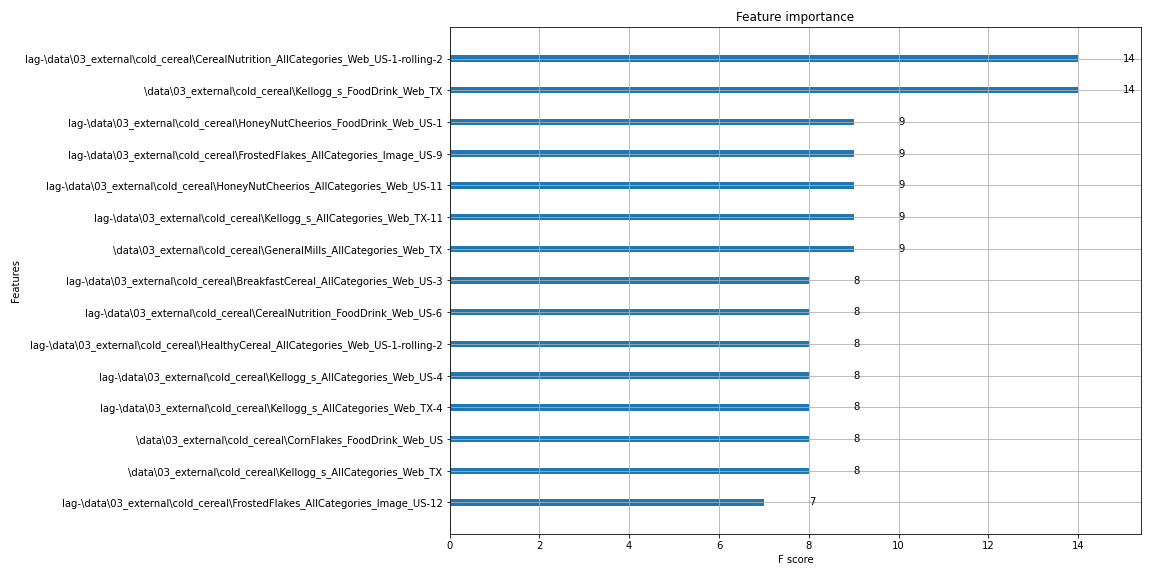 Feature importance
lag-\data\03_external\cold_cereal\CerealNutrition_AllCategories_Web_US-1-rolling-2 14
\data\03_external\cold_cereal\Kellogg_s_FoodDrink_Web_TX 14
lag-\data\03_external\cold_cereal\HoneyNutCheerios_FoodDrink_Web_US-1 9
lag-\data\03_external\cold_cereal\FrostedFlakes_AllCategories_Image_US-9 9
lag-\data\03_external\cold_cereal\HoneyNutCheerios_AllCategories_Web_US-11 9
lag-\data\03_external\cold_cereal\Kellogg_s_AllCategories_Web_TX-11 9
\data\03_external\cold_cereal\GeneralMills_AllCategories_Web_TX 9
lag-\data\03_external\cold_cereal\BreakfastCereal_AllCategories_Web_US-3 8
lag-\data\03_external\cold_cereal\CerealNutrition_FoodDrink_Web_US-6 8
lag-\data\03_external\cold_cereal\HealthyCereal_AllCategories_Web_US-1-rolling-2 8
lag-\data\03_external\cold_cereal\Kellogg_s_AllCategories_Web_US-4 8
lag-\data\03_external\cold_cereal\Kellogg_s_AllCategories_Web_TX-4 8
\data\03_external\cold_cereal\CornFlakes_FoodDrink_Web_US 8
\data\03_external\cold_cereal\Kellogg_s_AllCategories_Web_TX 8
lag-\data\03_external\cold_cereal\FrostedFlakes_AllCategories_Image_US-12 7
Features
0 2 4 6 8 10 12 14
F score